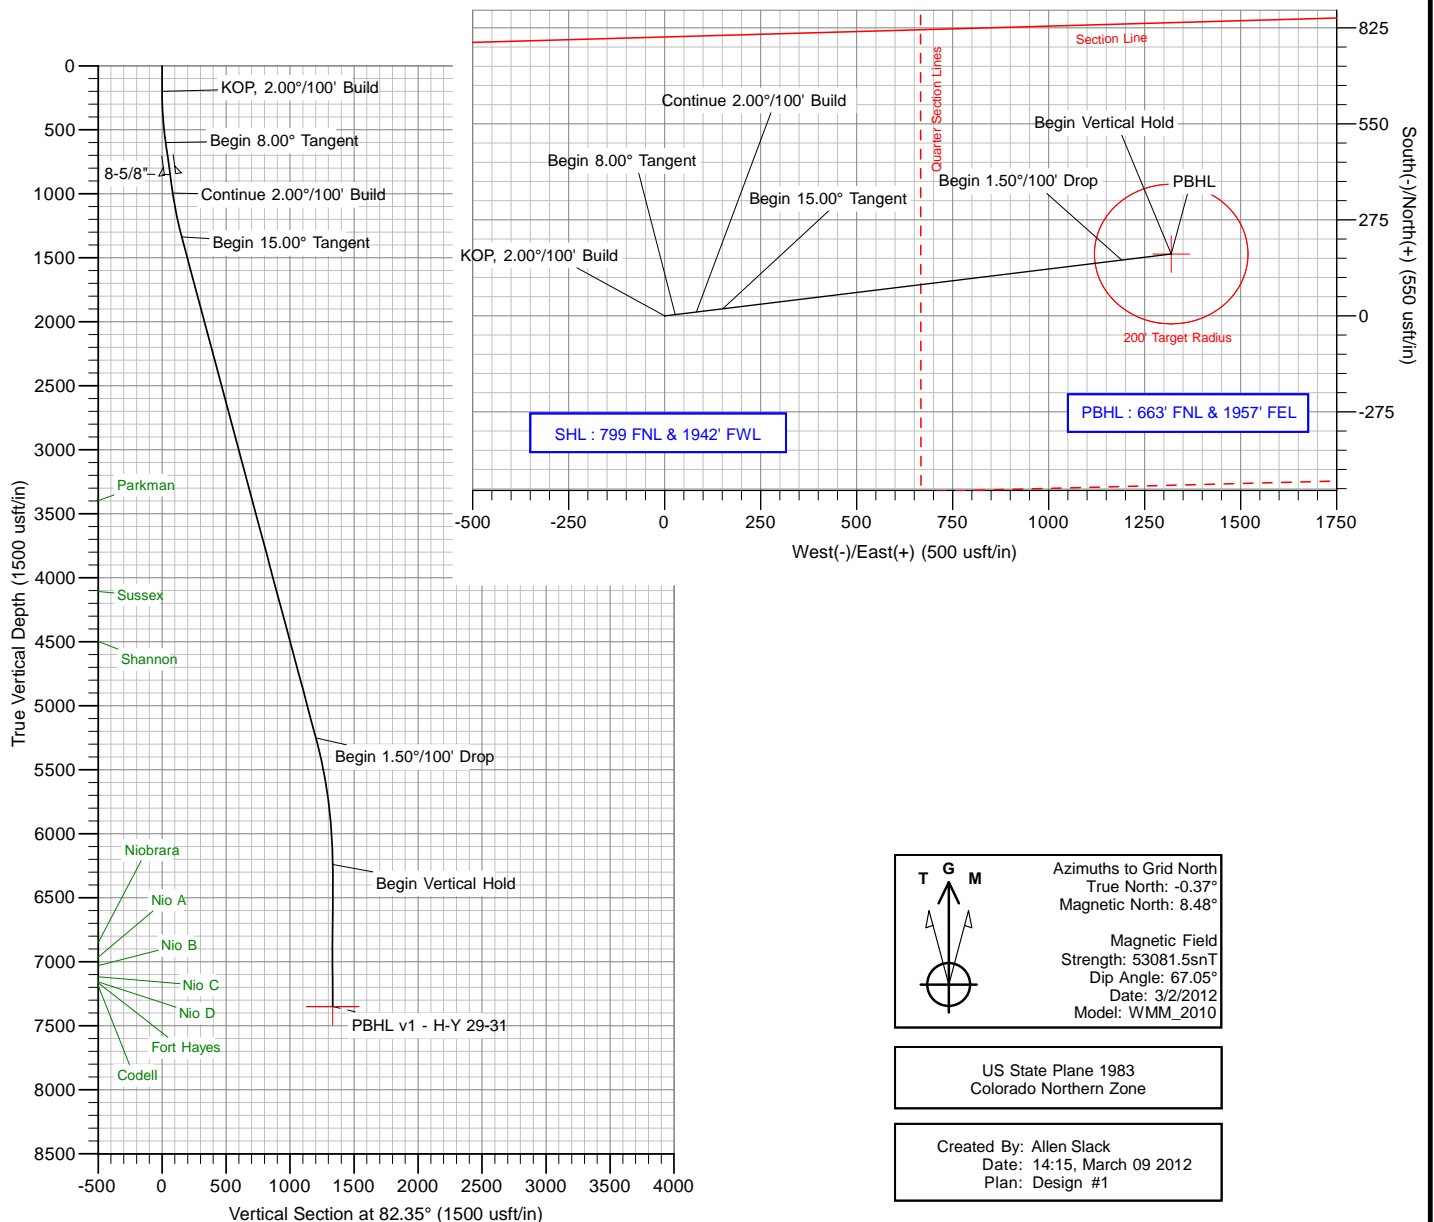 0
500
1000
1500
2000
2500
3000
3500
4000
4500
5000
5500
6000
6500
7000
7500
8000
8500
True Vertical Depth (1500 usft/in)
-500
0
500
1000
1500
2000
2500
3000
3500
4000
Vertical Section at 82.35° (1500 usft/in)
KOP, 2.00°/100' Build
Begin 8.00° Tangent
8-5/8"
Continue 2.00°/100' Build
Begin 15.00° Tangent
Parkman
Sussex
Shannon
Begin 1.50°/100' Drop
Niobrara
Begin Vertical Hold
Nio A
Nio B
Nio C
Nio D
PBHL v1 - H-Y 29-31
Fort Hayes
Codell
Section Line
Quarter Section Lines
Continue 2.00°/100' Build
Begin Vertical Hold
Begin 8.00° Tangent
Begin 1.50°/100' Drop
PBHL
Begin 15.00° Tangent
KOP, 2.00°/100' Build
200' Target Radius
SHL : 799 FNL & 1942' FWL
PBHL : 663' FNL & 1957' FEL
825
550
275
0
-275
South(-)/North(+) (550 usft/in)
-500
-250
0
250
500
750
1000
1250
1500
1750
West(-)/East(+) (500 usft/in)
T G M
Azimuths to Grid North
True North: -0.37°
Magnetic North: 8.48°
Magnetic Field
Strength: 53081.5snT
Dip Angle: 67.05°
Date: 3/2/2012
Model: WMM_2010
US State Plane 1983
Colorado Northern Zone
Created By: Allen Slack
Date: 14:15, March 09 2012
Plan: Design #1